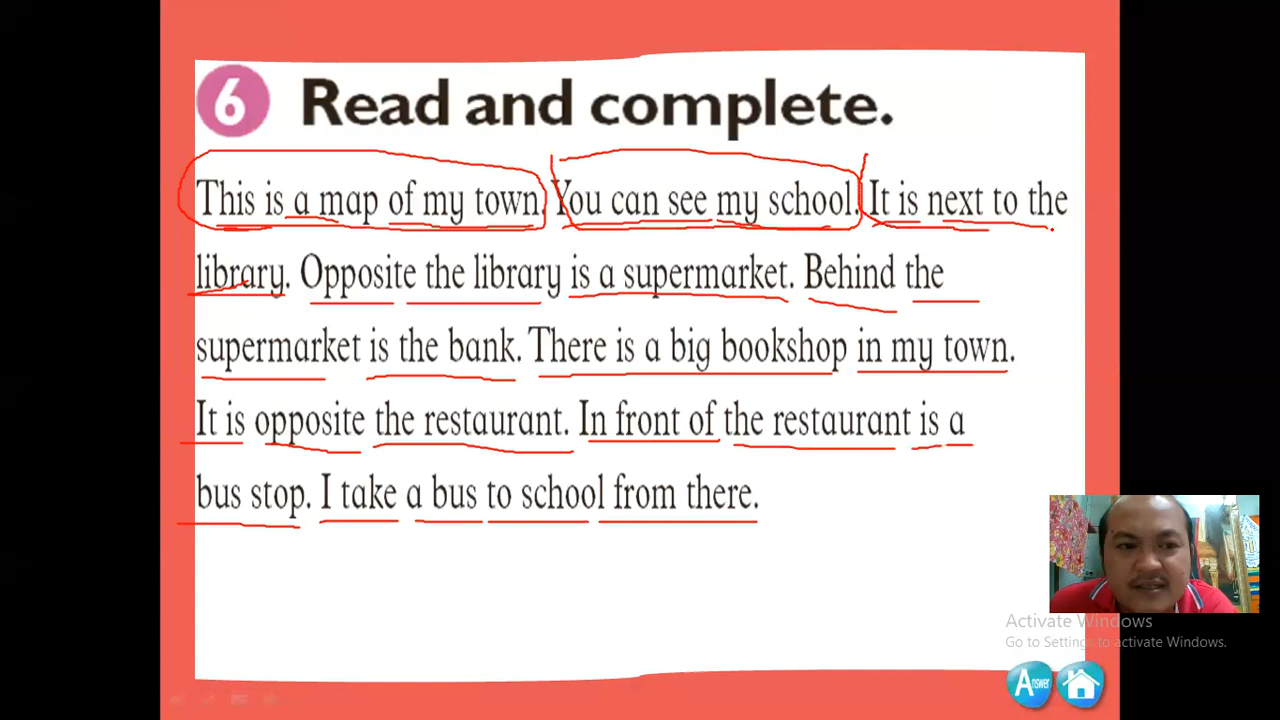 6 Read and complete.
This is a map of my town. You can see my school. It is next to the
library. Opposite the library is a supermarket. Behind the
supermarket is the bank. There is a big bookshop in my town.
It is opposite the restaurant. In front of the restaurant is a
bus stop. I take a bus to school from there.
Activate Windows
Go to Settings to activate Windows.
Answer